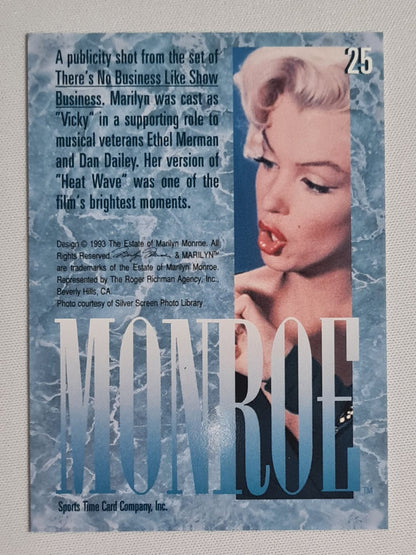 25
A publicity shot from the set of
There's No Business Like Show
Business. Marilyn was cast as
"Vicky" in a supporting role to
musical veterans Ethel Merman
and Dan Dailey. Her version of
"Heat Wave" was one of the
film's brightest moments.
Design © 1993 The Estate of Marilyn Monroe. All
Rights Reserved. Marilyn Monroe & MARILYN™
are trademarks of the Estate of Marilyn Monroe.
Represented by The Roger Richman Agency, Inc.,
Beverly Hills, CA.
Photo courtesy of Silver Screen Photo Library
MONROE™
Sports Time Card Company, Inc.